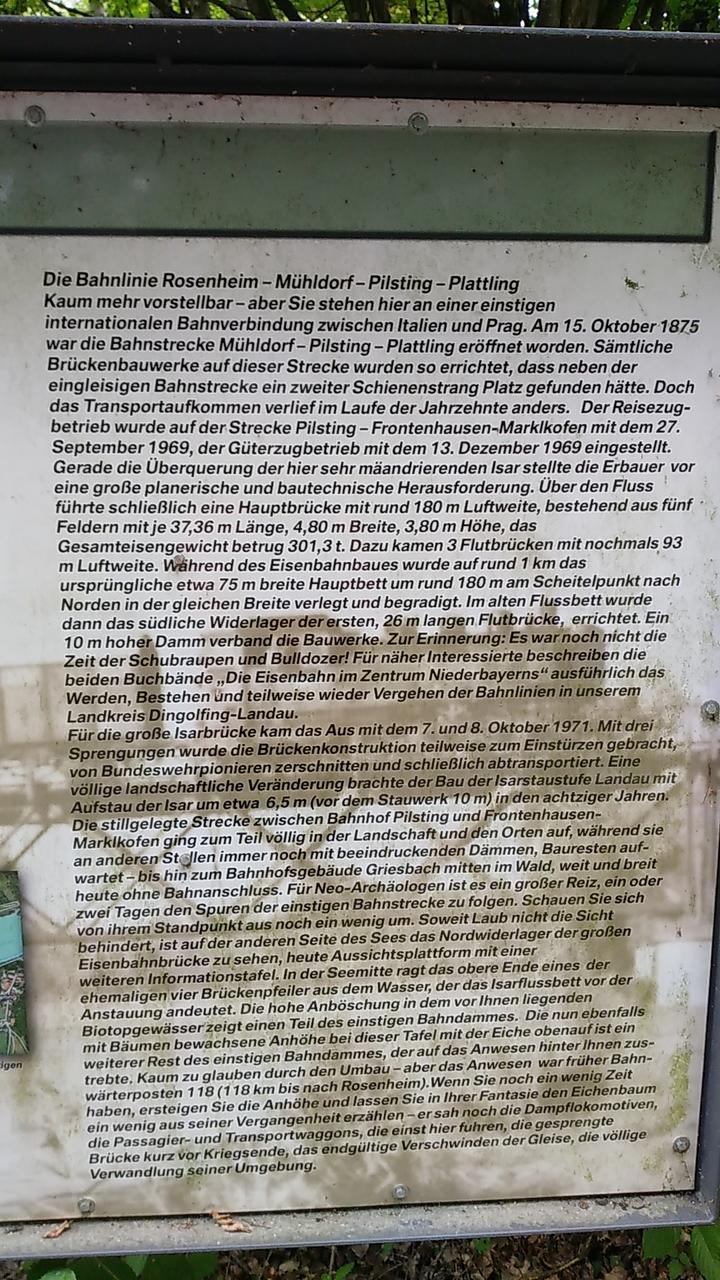 Die Bahnlinie Rosenheim – Mühldorf – Pilsting – Plattling
Kaum mehr vorstellbar – aber Sie stehen hier an einer einstigen
internationalen Bahnverbindung zwischen Italien und Prag. Am 15. Oktober 1875
war die Bahnstrecke Mühldorf – Pilsting – Plattling eröffnet worden. Sämtliche
Brückenbauwerke auf dieser Strecke wurden so errichtet, dass neben der
eingleisigen Bahnstrecke ein zweiter Schienenstrang Platz gefunden hätte. Doch
das Transportaufkommen verlief im Laufe der Jahrzehnte anders. Der Reisezug-
betrieb wurde auf der Strecke Pilsting – Frontenhausen-Marklkofen mit dem 27.
September 1969, der Güterzugbetrieb mit dem 13. Dezember 1969 eingestellt.
Gerade die Überquerung der hier sehr mäandrierenden Isar stellte die Erbauer vor
eine große planerische und bautechnische Herausforderung. Über den Fluss
führte schließlich eine Hauptbrücke mit rund 180 m Luftweite, bestehend aus fünf
Feldern mit je 37,36 m Länge, 4,80 m Breite, 3,80 m Höhe, das
Gesamteisengewicht betrug 301,3 t. Dazu kamen 3 Flutbrücken mit nochmals 93
m Luftweite. Während des Eisenbahnbaues wurde auf rund 1 km das
ursprüngliche etwa 75 m breite Hauptbett um rund 180 m am Scheitelpunkt nach
Norden in der gleichen Breite verlegt und begradigt. Im alten Flussbett wurde
dann das südliche Widerlager der ersten, 26 m langen Flutbrücke, errichtet. Ein
10 m hoher Damm verband die Bauwerke. Zur Erinnerung: Es war noch nicht die
Zeit der Schubraupen und Bulldozer! Für näher Interessierte beschreiben die
beiden Buchbände „Die Eisenbahn im Zentrum Niederbayerns“ ausführlich das
Werden, Bestehen und teilweise wieder Vergehen der Bahnlinien in unserem
Landkreis Dingolfing-Landau.
Für die große Isarbrücke kam das Aus mit dem 7. und 8. Oktober 1971. Mit drei
Sprengungen wurde die Brückenkonstruktion teilweise zum Einstürzen gebracht,
von Bundeswehrpionieren zerschnitten und schließlich abtransportiert. Eine
völlige landschaftliche Veränderung brachte der Bau der Isarstaustufe Landau mit
Aufstau der Isar um etwa 6,5 m (vor dem Stauwerk 10 m) in den achtziger Jahren.
Die stillgelegte Strecke zwischen Bahnhof Pilsting und Frontenhausen-
Marklkofen ging zum Teil völlig in der Landschaft und den Orten auf, während sie
an anderen Stellen immer noch mit beeindruckenden Dämmen, Bauresten auf-
wartet – bis hin zum Bahnhofsgebäude Griesbach mitten im Wald, weit und breit
heute ohne Bahnanschluss. Für Neo-Archäologen ist es ein großer Reiz, ein oder
zwei Tagen den Spuren der einstigen Bahnstrecke zu folgen. Schauen Sie sich
von ihrem Standpunkt aus noch ein wenig um. Soweit Laub nicht die Sicht
behindert, ist auf der anderen Seite des Sees das Nordwiderlager der großen
Eisenbahnbrücke zu sehen, heute Aussichtsplattform mit einer
weiteren Informationstafel. In der Seemitte ragt das obere Ende eines der
ehemaligen vier Brückenpfeiler aus dem Wasser, der das Isarflussbett vor der
Anstauung andeutet. Die hohe Anböschung in dem vor Ihnen liegenden
Biotopgewässer zeigt einen Teil des einstigen Bahndammes. Die nun ebenfalls
mit Bäumen bewachsene Anhöhe bei dieser Tafel mit der Eiche obenauf ist ein
weiterer Rest des einstigen Bahndammes, der auf das Anwesen hinter Ihnen zus-
trebte. Kaum zu glauben durch den Umbau – aber das Anwesen war früher Bahn-
wärterposten 118 (118 km bis nach Rosenheim).Wenn Sie noch ein wenig Zeit
haben, ersteigen Sie die Anhöhe und lassen Sie in Ihrer Fantasie den Eichenbaum
ein wenig aus seiner Vergangenheit erzählen – er sah noch die Dampflokomotiven,
die Passagier- und Transportwaggons, die einst hier fuhren, die gesprengte
Brücke kurz vor Kriegsende, das endgültige Verschwinden der Gleise, die völlige
Verwandlung seiner Umgebung.